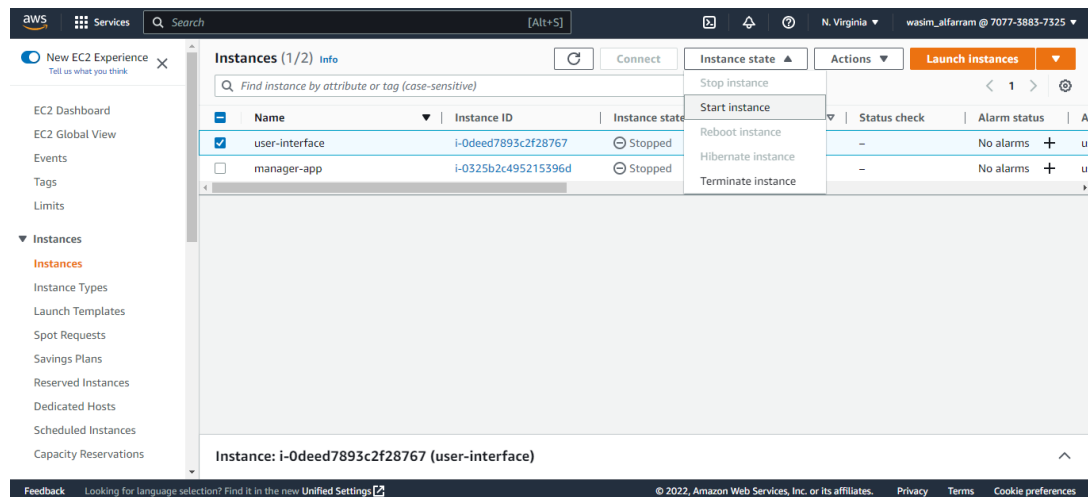 aws Services Search [Alt+S] N. Virginia ▼ wasim_alfarram @ 7077-3883-7325 ▼
New EC2 Experience
Tell us what you think
EC2 Dashboard
EC2 Global View
Events
Tags
Limits
▼ Instances
Instances
Instance Types
Launch Templates
Spot Requests
Savings Plans
Reserved Instances
Dedicated Hosts
Scheduled Instances
Capacity Reservations
Instances (1/2) Info Connect Instance state ▲ Actions ▼ Launch instances ▼
Find instance by attribute or tag (case-sensitive) < 1 >
Stop instance
Start instance
Reboot instance
Hibernate instance
Terminate instance
Name ▼ Instance ID Instance state Status check Alarm status A
user-interface i-0deed7893c2f28767 Stopped – No alarms + u
manager-app i-0325b2c495215396d Stopped – No alarms + u
Instance: i-0deed7893c2f28767 (user-interface)
Feedback Looking for language selection? Find it in the new Unified Settings © 2022, Amazon Web Services, Inc. or its affiliates. Privacy Terms Cookie preferences